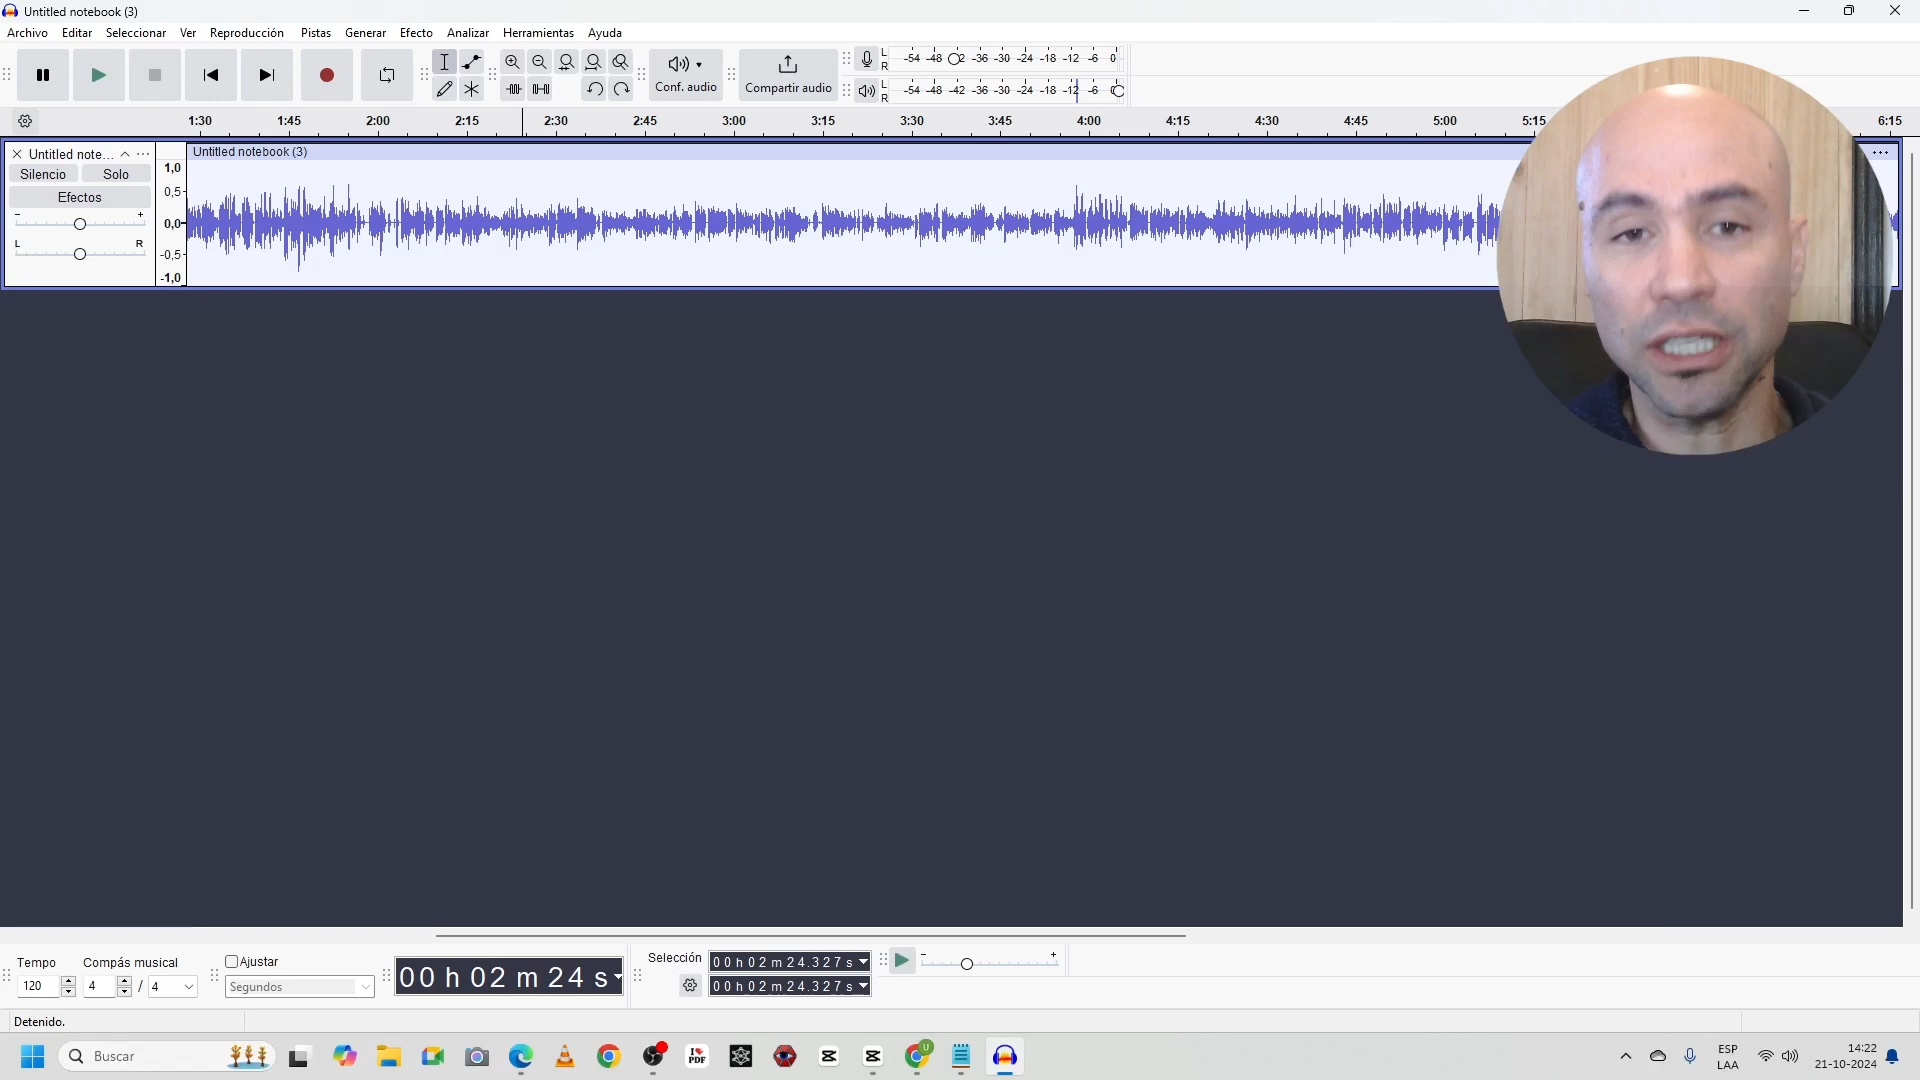 Untitled notebook (3)
Archivo Editar Seleccionar Ver Reproducción Pistas Generar Efecto Analizar Herramientas Ayuda
Conf. audio
Compartir audio
L -54 -48 2 -36 -30 -24 -18 -12 -6 0
R
L -54 -48 -42 -36 -30 -24 -18 -12 -6
R
1:30 1:45 2:00 2:15 2:30 2:45 3:00 3:15 3:30 3:45 4:00 4:15 4:30 4:45 5:00 5:15 6:15
Untitled note... Untitled notebook (3)
Silencio Solo
Efectos
- +
L R
1,0
0,5
0,0
-0,5
-1,0
Tempo Compás musical Ajustar
120 4 / 4 Segundos
00 h 02 m 24 s
Selección
00 h 02 m 24.327 s
00 h 02 m 24.327 s
- +
Detenido.
Buscar
I PDF
U
ESP
LAA
14:22
21-10-2024